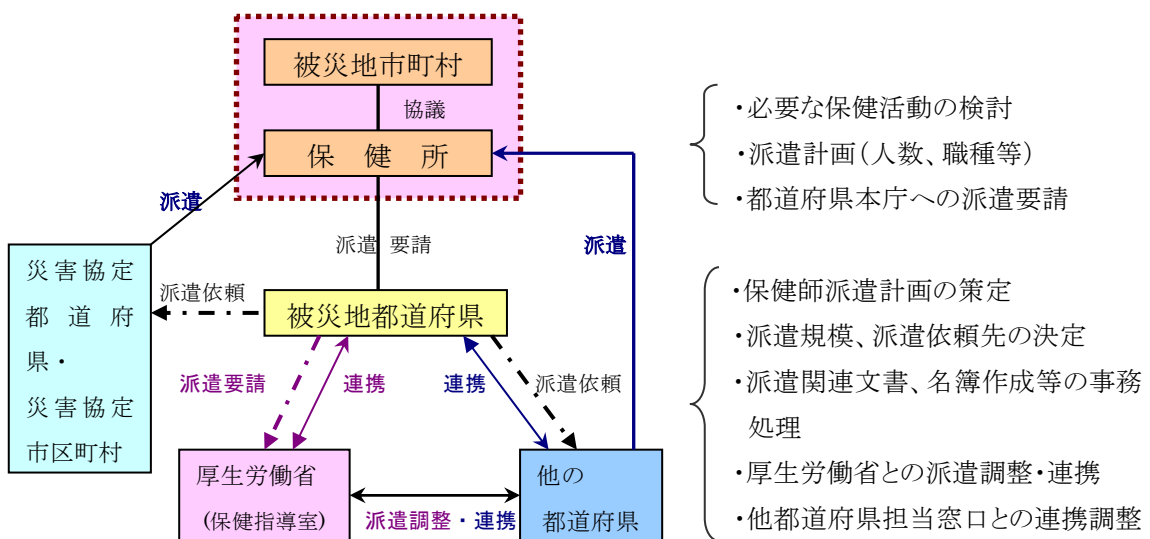 被災地市町村
協議
保健所
派遣
派遣 要請
派遣
災害協定
都道府
県・
災害協定
市区町村
派遣依頼
被災地都道府県
派遣要請
連携
連携
派遣依頼
厚生労働省
(保健指導室)
派遣調整・連携
他の
都道府県
・必要な保健活動の検討
・派遣計画(人数、職種等)
・都道府県本庁への派遣要請
・保健師派遣計画の策定
・派遣規模、派遣依頼先の決定
・派遣関連文書、名簿作成等の事務
処理
・厚生労働省との派遣調整・連携
・他都道府県担当窓口との連携調整